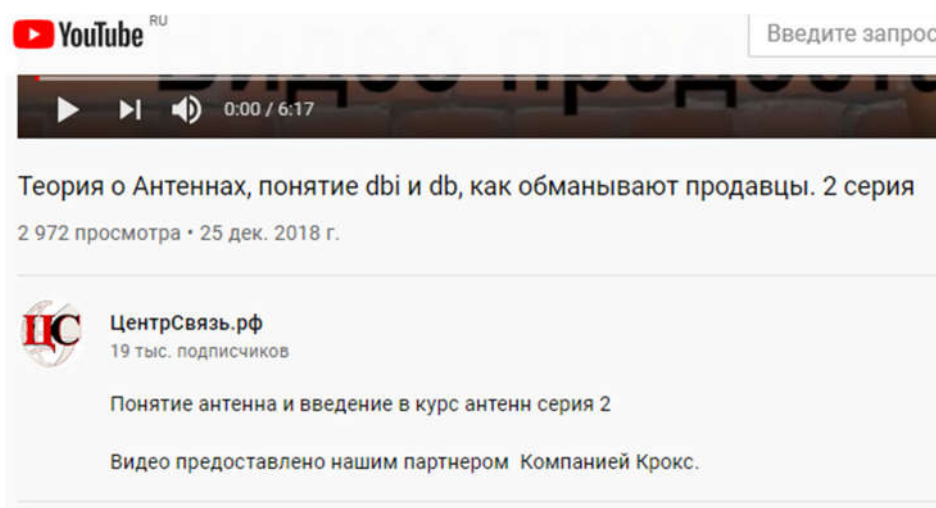 YouTube RU
Введите запрос
Видео предоста
0:00 / 6:17
Теория о Антеннах, понятие dbi и db, как обманывают продавцы. 2 серия
2 972 просмотра • 25 дек. 2018 г.
ЦС
ЦентрСвязь.рф
19 тыс. подписчиков
Понятие антенна и введение в курс антенн серия 2
Видео предоставлено нашим партнером Компанией Крокс.